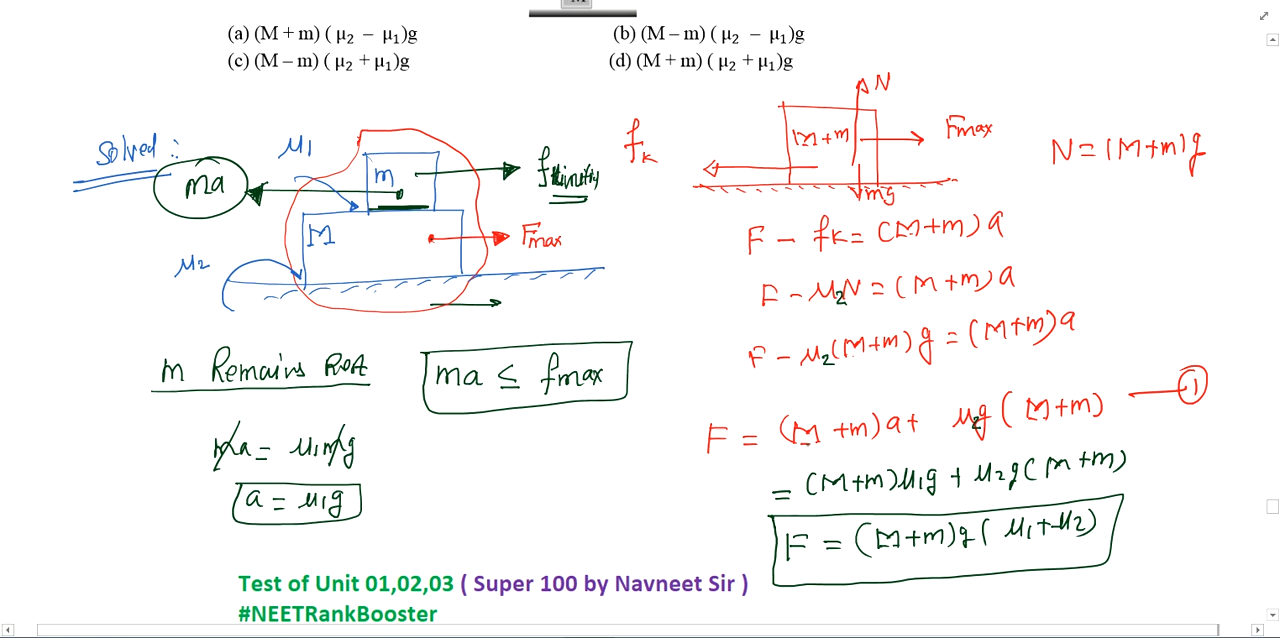 (a) (M + m) ( μ₂ − μ₁)g
(b) (M – m) ( μ₂ − μ₁)g
(c) (M – m) ( μ₂ + μ₁)g
(d) (M + m) ( μ₂ + μ₁)g
Solved :
μ₁
ma
m
fₖ
M
Fmax
μ₂
N
M+m
Fmax
mg
N = (M+m)g
F - fₖ = (M+m)a
F - μ₂N = (M+m)a
F - μ₂(M+m)g = (M+m)a
F = (M+m)a + μ₂g(M+m) — ①
= (M+m)μ₁g + μ₂g(M+m)
F = (M+m)g(μ₁+μ₂)
m Remains Rest
ma ≤ fmax
ma = μ₁mg
a = μ₁g
Test of Unit 01,02,03 ( Super 100 by Navneet Sir )
#NEETRankBooster